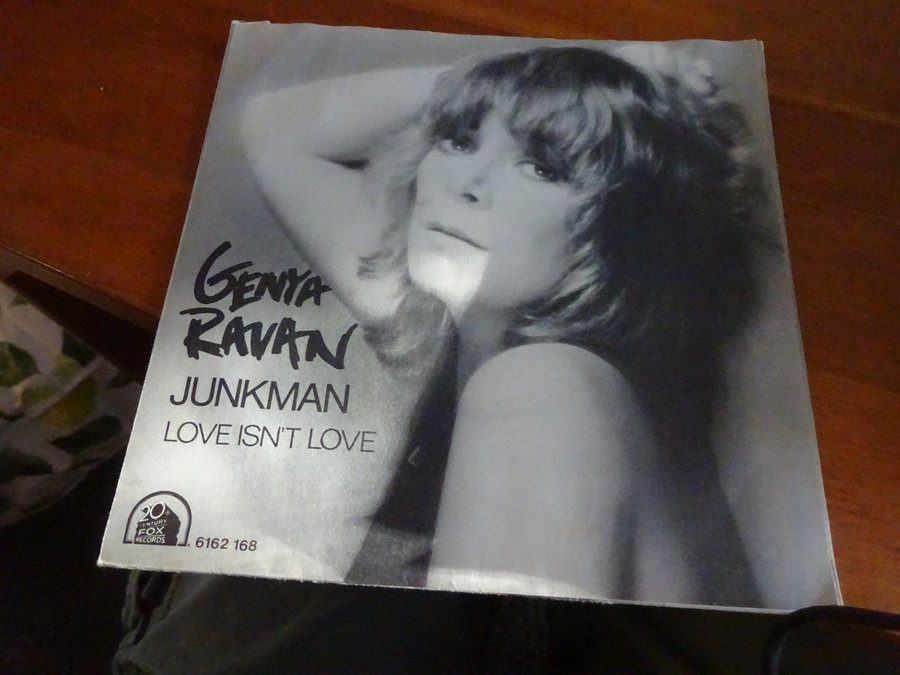 GENYA
RAVAN
JUNKMAN
LOVE ISN'T LOVE
20th
CENTURY
FOX
RECORDS
6162 168